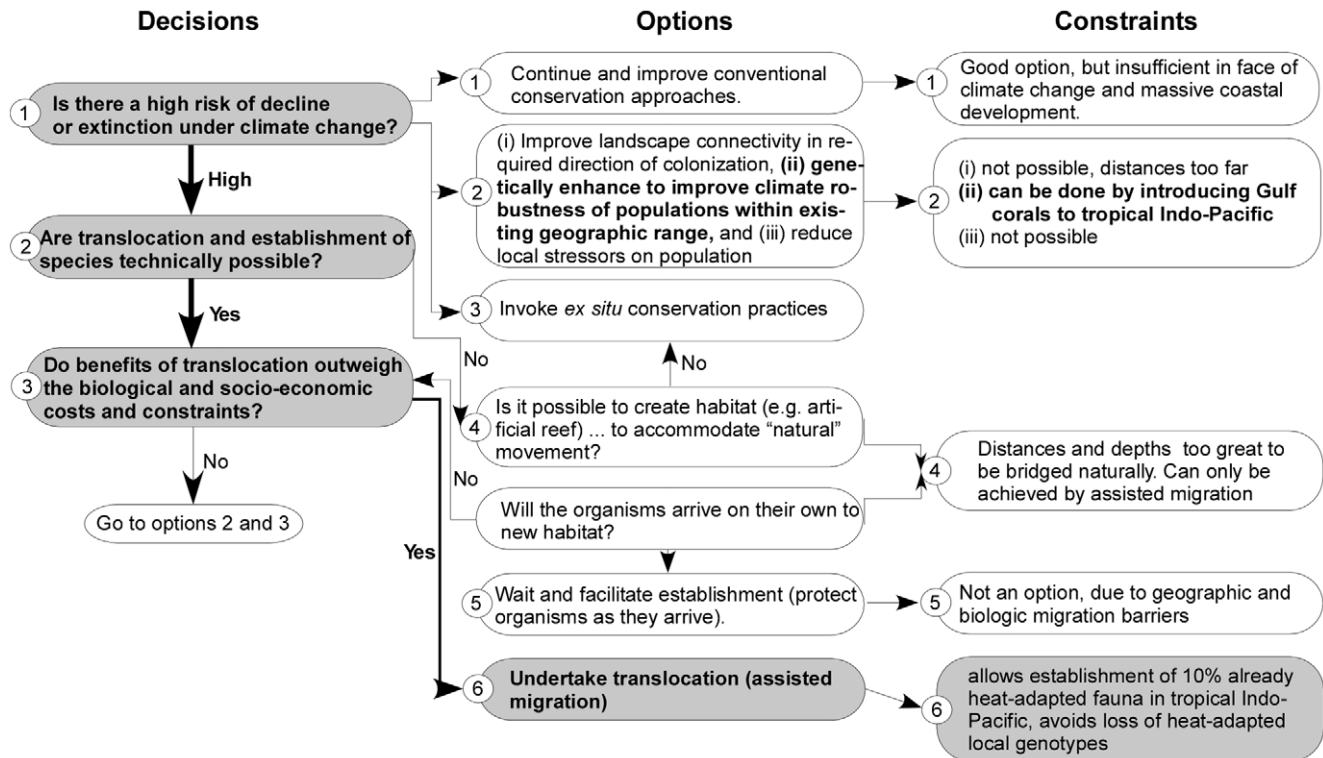 Decisions
Options
Constraints
1
Is there a high risk of decline
or extinction under climate change?
High
2
Are translocation and establishment of
species technically possible?
Yes
No
3
Do benefits of translocation outweigh
the biological and socio-economic
costs and constraints?
No
Go to options 2 and 3
Yes
1
Continue and improve conventional
conservation approaches.
2
(i) Improve landscape connectivity in re-
quired direction of colonization, (ii) gen-
etically enhance to improve climate ro-
bustness of populations within exis-
ting geographic range, and (iii) reduce
local stressors on population
3
Invoke ex situ conservation practices
No
4
Is it possible to create habitat (e.g. arti-
ficial reef) ... to accommodate “natural”
movement?
No
Will the organisms arrive on their own to
new habitat?
5
Wait and facilitate establishment (protect
organisms as they arrive).
6
Undertake translocation (assisted
migration)
1
Good option, but insufficient in face of
climate change and massive coastal
development.
2
(i) not possible, distances too far
(ii) can be done by introducing Gulf
corals to tropical Indo-Pacific
(iii) not possible
4
Distances and depths too great to
be bridged naturally. Can only be
achieved by assisted migration
5
Not an option, due to geographic and
biologic migration barriers
6
allows establishment of 10% already
heat-adapted fauna in tropical Indo-
Pacific, avoids loss of heat-adapted
local genotypes